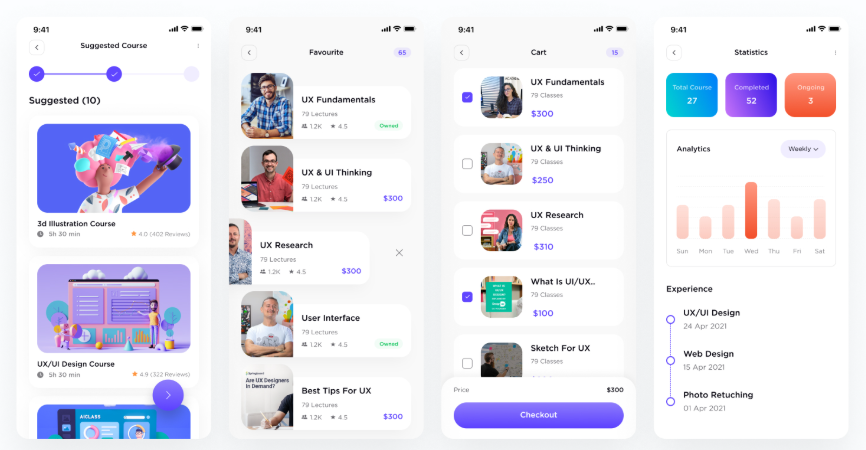 9:41
Suggested Course
Suggested (10)
3d Illustration Course
5h 30 min
4.0 (402 Reviews)
UX/UI Design Course
5h 30 min
4.9 (322 Reviews)
AICLASS
9:41
Favourite
65
UX Fundamentals
79 Lectures
1.2K
4.5
Owned
UX & UI Thinking
79 Lectures
1.2K
4.5
$300
UX Research
79 Lectures
1.2K
4.5
$300
User Interface
79 Lectures
1.2K
4.5
Owned
Are UX Designers
In Demand?
Best Tips For UX
79 Lectures
1.2K
4.5
$300
9:41
Cart
15
UX Fundamentals
79 Classes
$300
UX & UI Thinking
79 Classes
$250
UX Research
79 Classes
$310
What Is UI/UX..
79 Classes
$100
Sketch For UX
79 Classes
Price
$300
Checkout
9:41
Statistics
Total Course
27
Completed
52
Ongoing
3
Analytics
Weekly
Sun Mon Tue Wed Thu Fri Sat
Experience
UX/UI Design
24 Apr 2021
Web Design
15 Apr 2021
Photo Retuching
01 Apr 2021